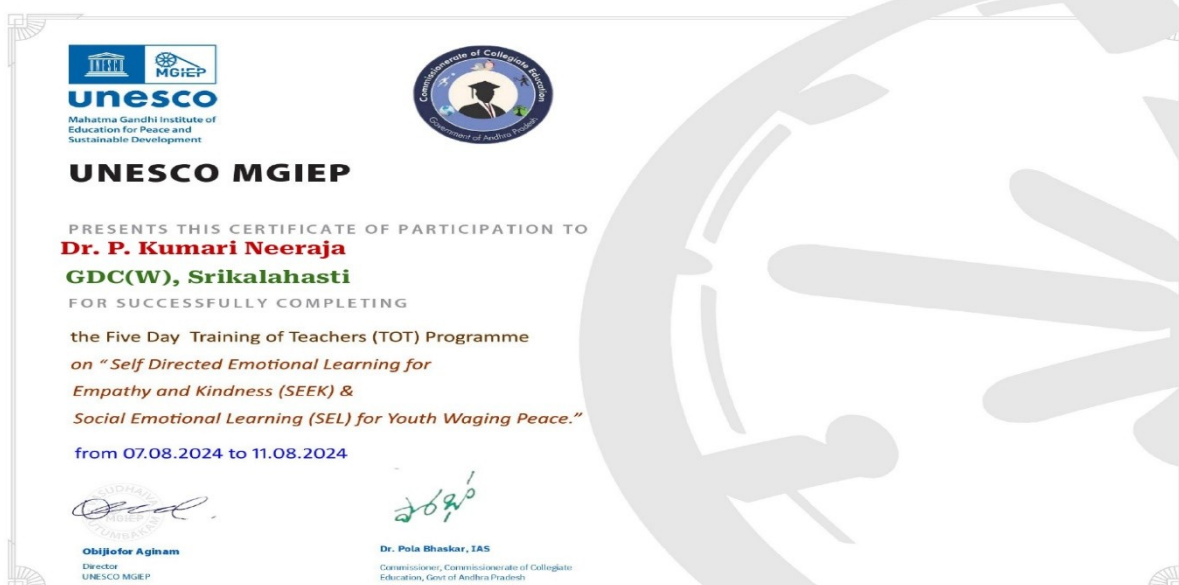 MGIEP
unesco
Mahatma Gandhi Institute of
Education for Peace and
Sustainable Development
Commissionerate of Collegiate Education
Government of Andhra Pradesh
UNESCO MGIEP
PRESENTS THIS CERTIFICATE OF PARTICIPATION TO
Dr. P. Kumari Neeraja
GDC(W), Srikalahasti
FOR SUCCESSFULLY COMPLETING
the Five Day Training of Teachers (TOT) Programme
on “ Self Directed Emotional Learning for
Empathy and Kindness (SEEK) &
Social Emotional Learning (SEL) for Youth Waging Peace.”
from 07.08.2024 to 11.08.2024
MGIEP
Obijiofor Aginam
Director
UNESCO MGIEP
Dr. Pola Bhaskar, IAS
Commissioner, Commissionerate of Collegiate
Education, Govt of Andhra Pradesh